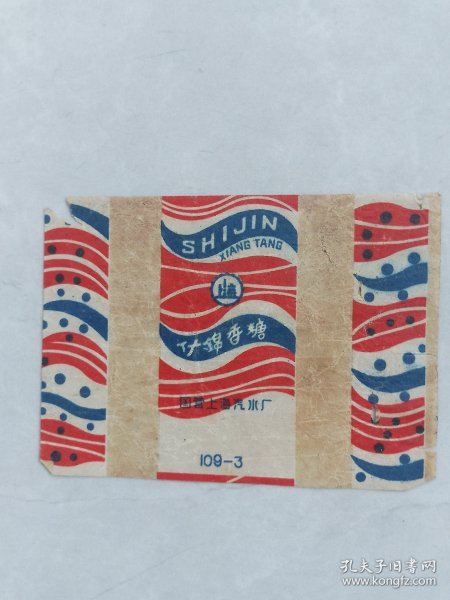 SHIJIN
XIANG TANG
什锦香糖
国营上海汽水厂
109-3
孔夫子旧书网
www.kongfz.com